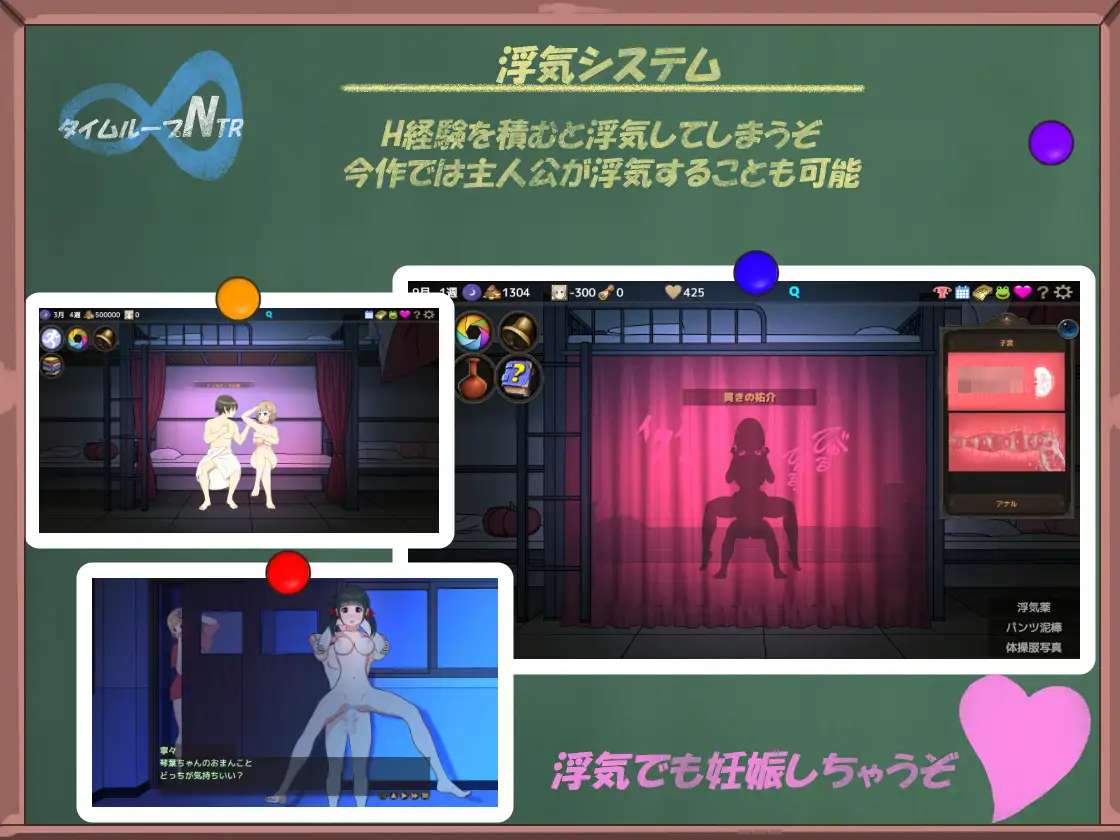 浮気システム
タイムループNTR
H経験を積むと浮気してしまうぞ
今作では主人公が浮気することも可能
3月 4週 500000 0
9月 1週 1304 -300 0 425
子宮
貫きの祐介
アナル
浮気薬
パンツ泥棒
体操服写真
寧々
琴葉ちゃんのおまんこと
どっちが気持ちいい？
浮気でも妊娠しちゃうぞ